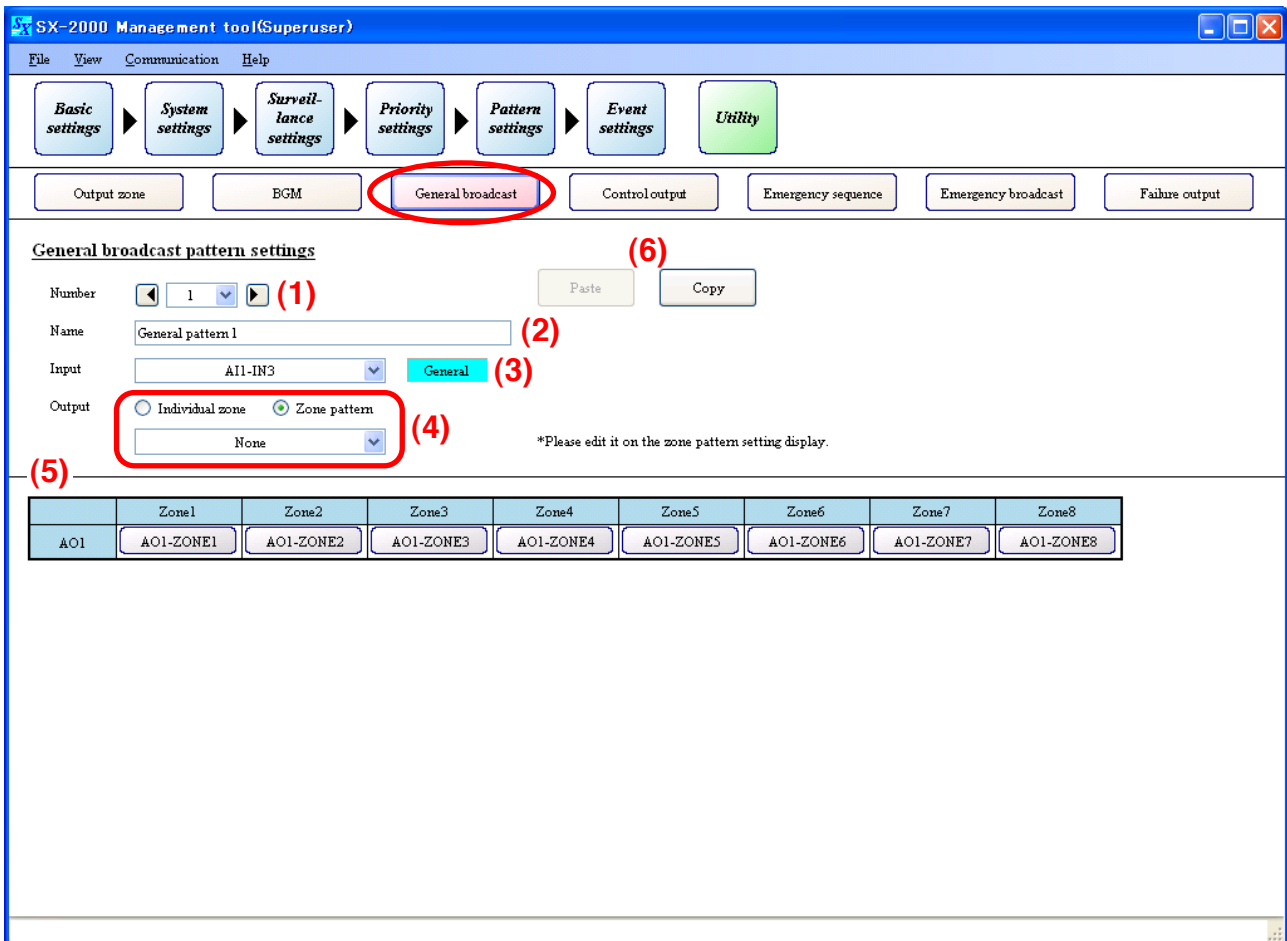 SX SX-2000 Management tool(Superuser)
File View Communication Help
Basic settings
System settings
Surveil-lance settings
Priority settings
Pattern settings
Event settings
Utility
Output zone BGM General broadcast Control output Emergency sequence Emergency broadcast Failure output
General broadcast pattern settings
(6)
Number 1 (1) Paste Copy
Name General pattern 1 (2)
Input AI1-IN3 General (3)
Output Individual zone Zone pattern (4)
None *Please edit it on the zone pattern setting display.
(5)
Zone1 Zone2 Zone3 Zone4 Zone5 Zone6 Zone7 Zone8
AO1 AO1-ZONE1 AO1-ZONE2 AO1-ZONE3 AO1-ZONE4 AO1-ZONE5 AO1-ZONE6 AO1-ZONE7 AO1-ZONE8